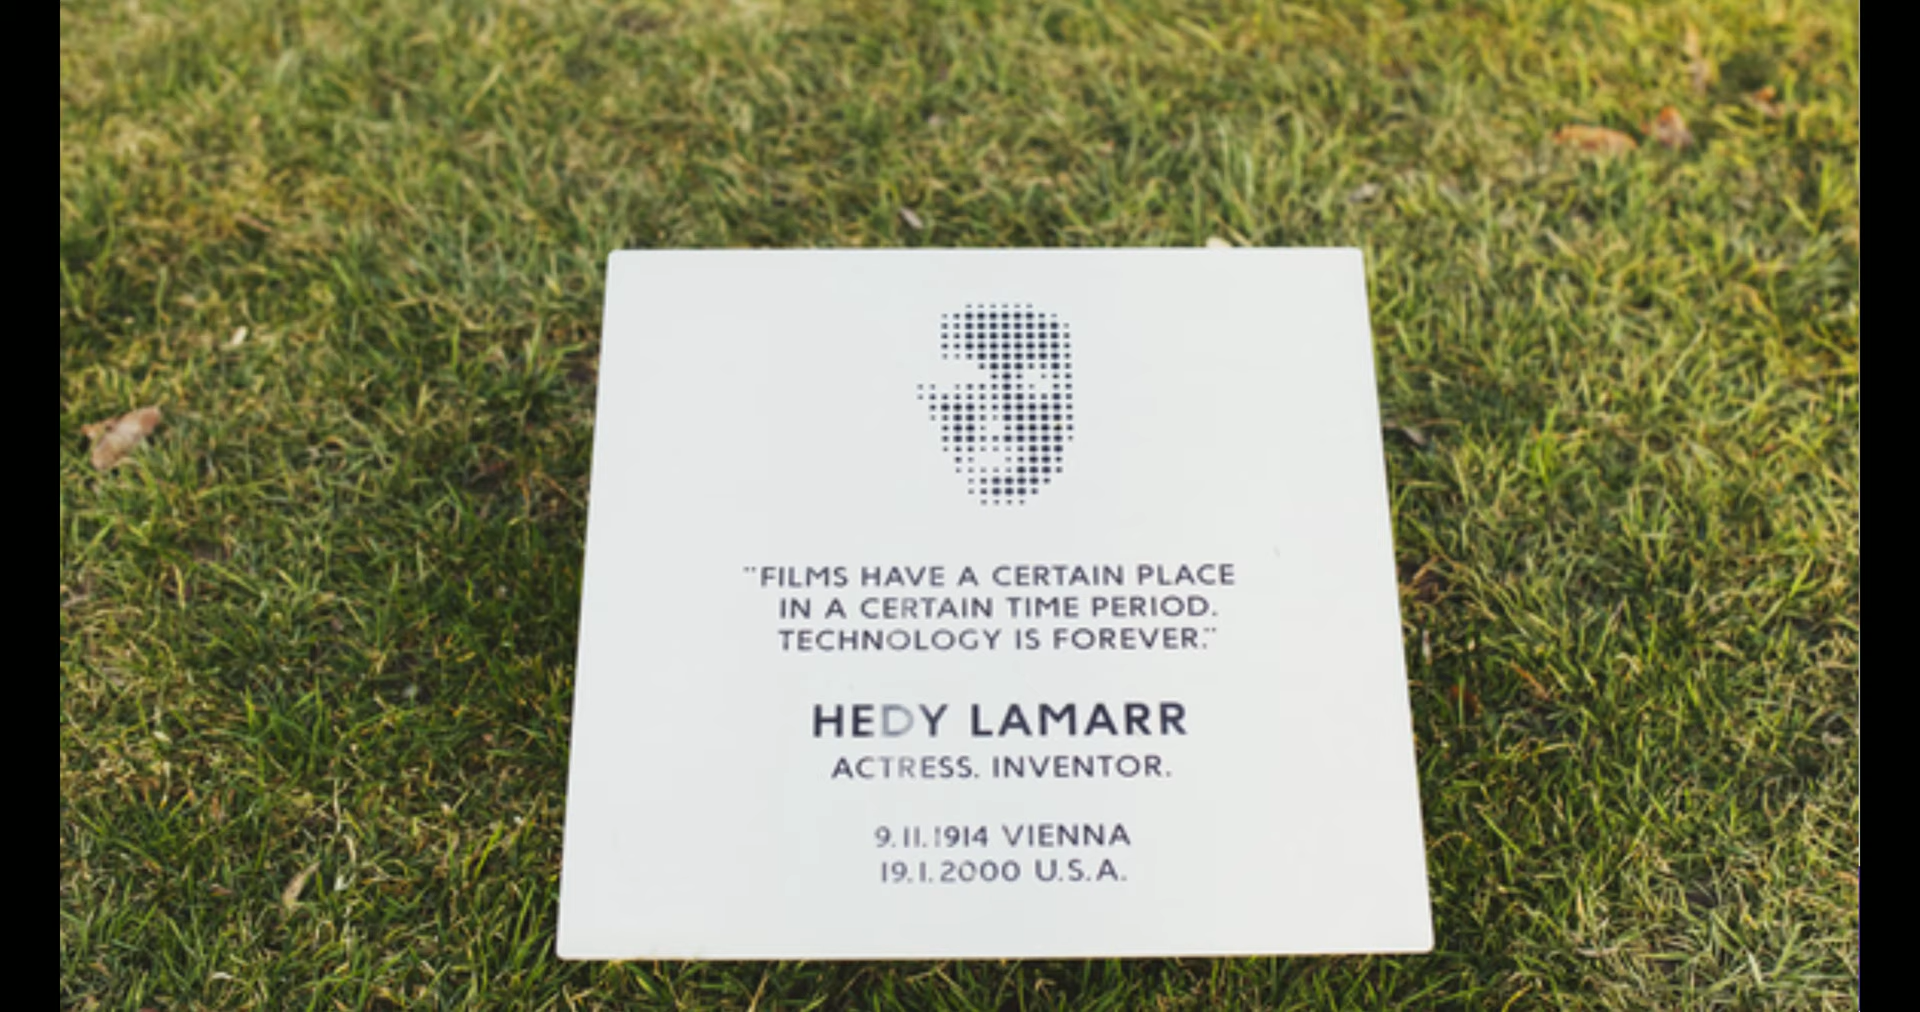 "FILMS HAVE A CERTAIN PLACE
IN A CERTAIN TIME PERIOD.
TECHNOLOGY IS FOREVER."
HEDY LAMARR
ACTRESS. INVENTOR.
9.11.1914 VIENNA
19.1.2000 U.S.A.